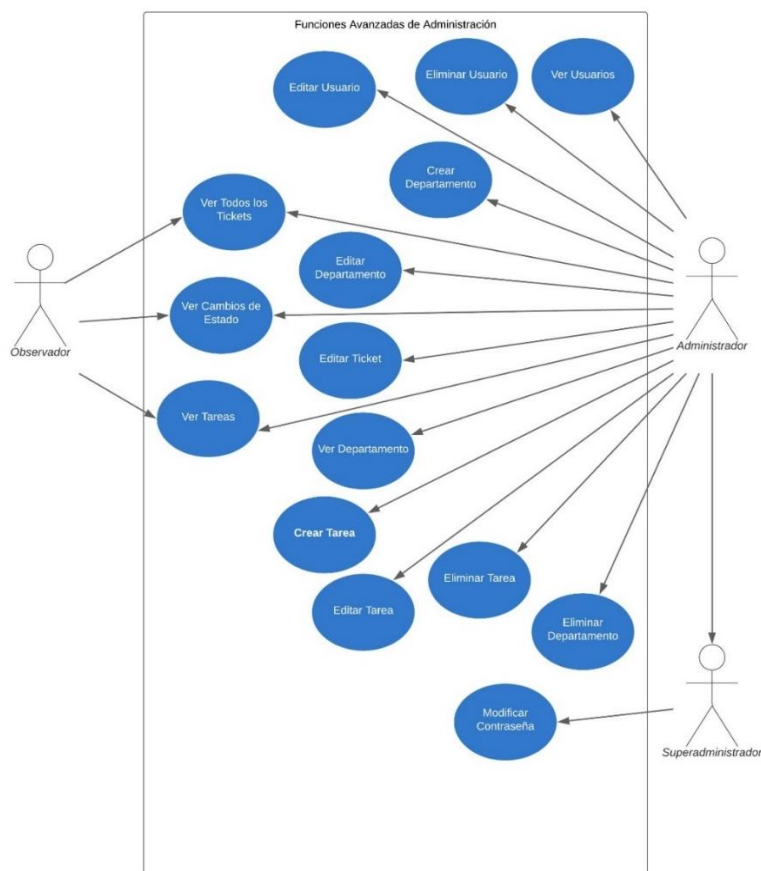 Funciones Avanzadas de Administración
Editar Usuario
Eliminar Usuario
Ver Usuarios
Crear
Departamento
Ver Todos los
Tickets
Editar
Departamento
Ver Cambios de
Estado
Observador
Editar Ticket
Administrador
Ver Tareas
Ver Departamento
Crear Tarea
Eliminar Tarea
Editar Tarea
Eliminar
Departamento
Modificar
Contraseña
Superadministrador